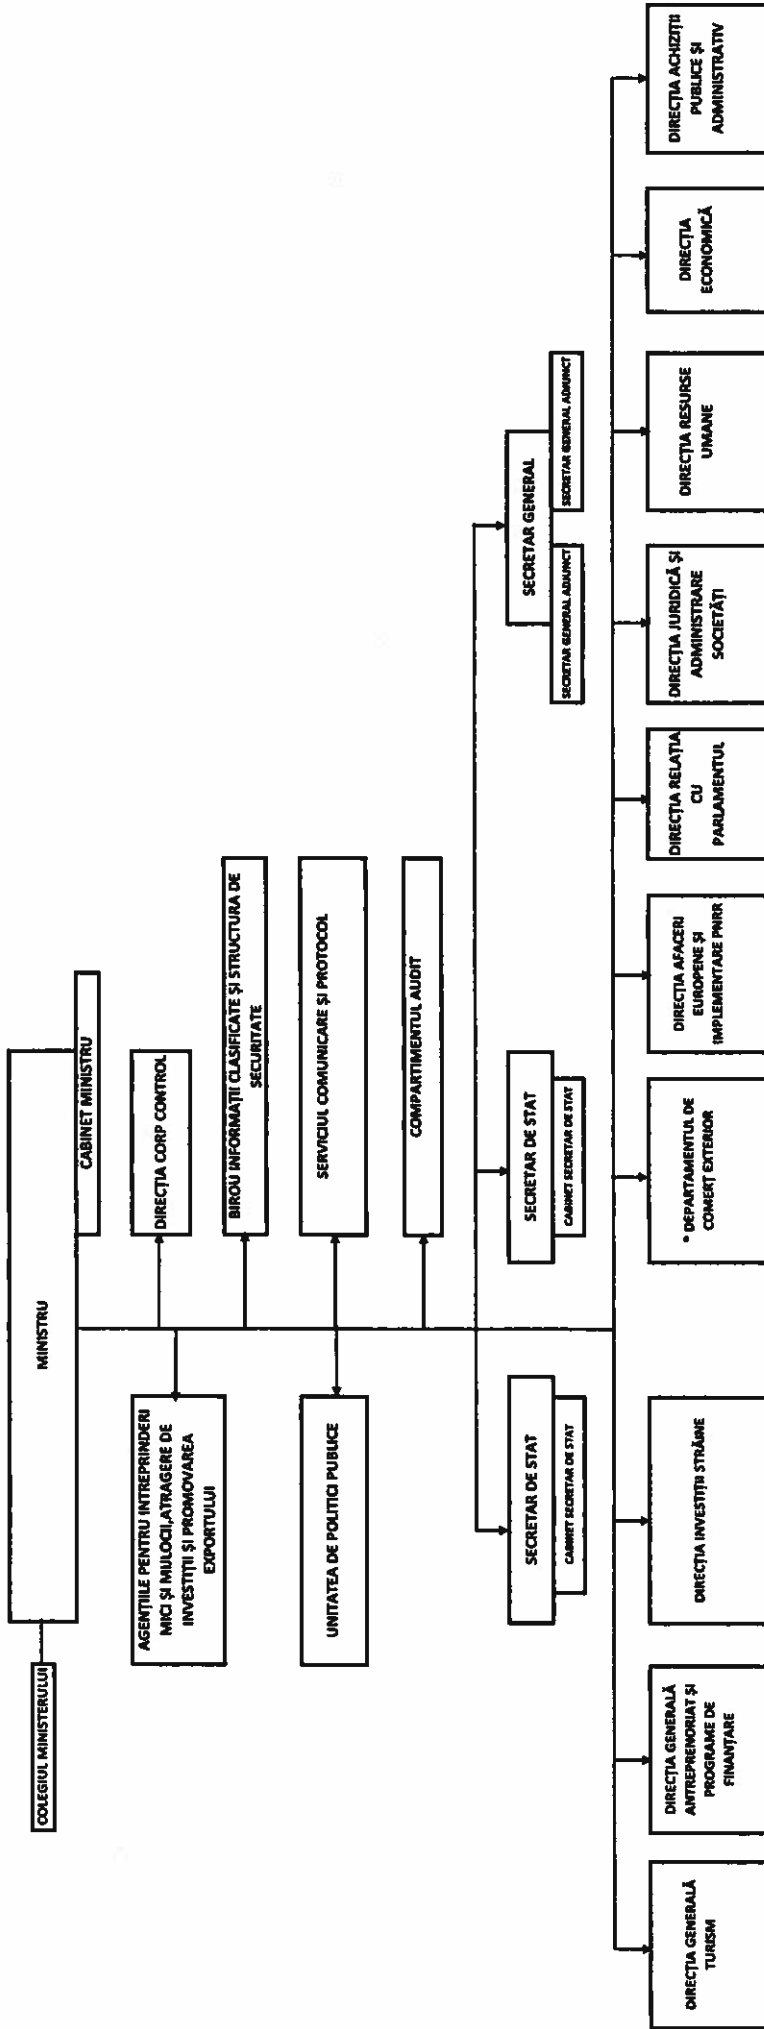 COLEGIUL MINISTERULUI
MINISTRU
CABINET MINISTRU
AGENȚIILE PENTRU INTREPRINDERI
MICI ȘI MIJLOCII,ATRAGERE DE
INVESTIȚII ȘI PROMOVAREA
EXPORTULUI
DIRECȚIA CORP CONTROL
BIROU INFORMAȚII CLASIFICATE ȘI STRUCTURA DE
SECURITATE
UNITATEA DE POLITICI PUBLICE
SERVICIUL COMUNICARE ȘI PROTOCOL
COMPARTIMENTUL AUDIT
SECRETAR DE STAT
CABINET SECRETAR DE STAT
SECRETAR DE STAT
CABINET SECRETAR DE STAT
SECRETAR GENERAL
SECRETAR GENERAL ADJUNCT
SECRETAR GENERAL ADJUNCT
DIRECȚIA GENERALĂ
TURISM
DIRECȚIA GENERALĂ
ANTREPRENORIAT ȘI
PROGRAME DE
FINANȚARE
DIRECȚIA INVESTIȚII STRĂINE
* DEPARTAMENTUL DE
COMERȚ EXTERIOR
DIRECȚIA AFACERI
EUROPENE ȘI
IMPLEMENTARE PNRR
DIRECȚIA RELAȚIA
CU
PARLAMENTUL
DIRECȚIA JURIDICĂ ȘI
ADMINISTRARE
SOCIETĂȚI
DIRECȚIA RESURSE
UMANE
DIRECȚIA
ECONOMICĂ
DIRECȚIA ACHIZIȚII
PUBLICE ȘI
ADMINISTRATIV